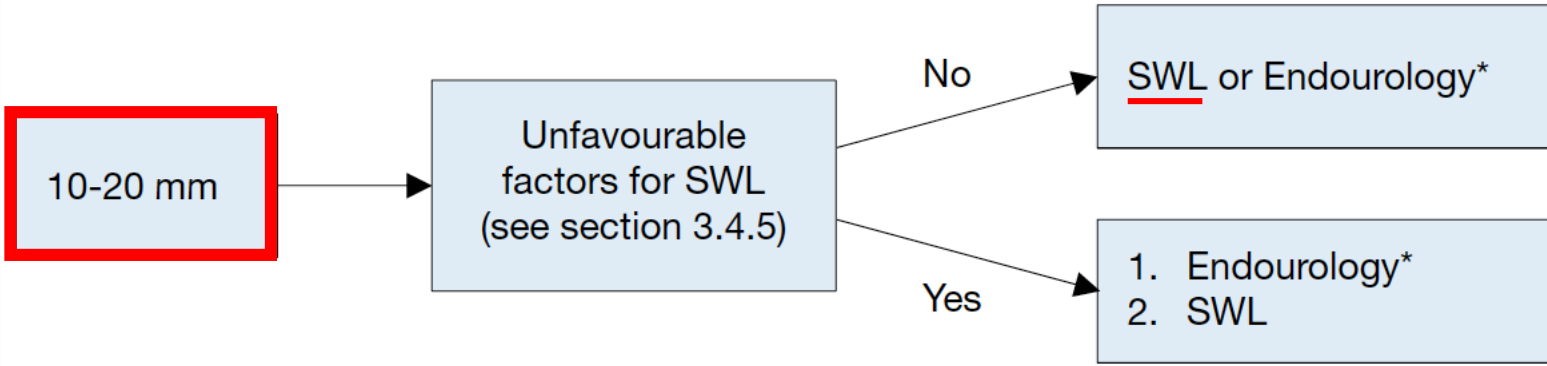 10-20 mm
Unfavourable
factors for SWL
(see section 3.4.5)
No
SWL or Endourology*
Yes
1. Endourology*
2. SWL